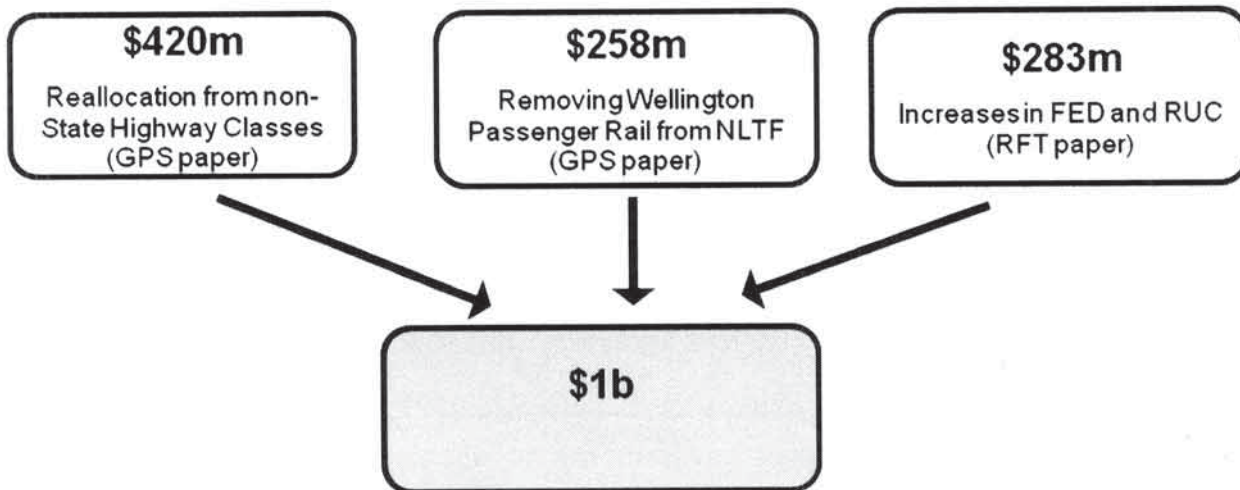 $420m
Reallocation from non-
State Highway Classes
(GPS paper)
$258m
Removing Wellington
Passenger Rail from NLTF
(GPS paper)
$283m
Increases in FED and RUC
(RFT paper)
$1b